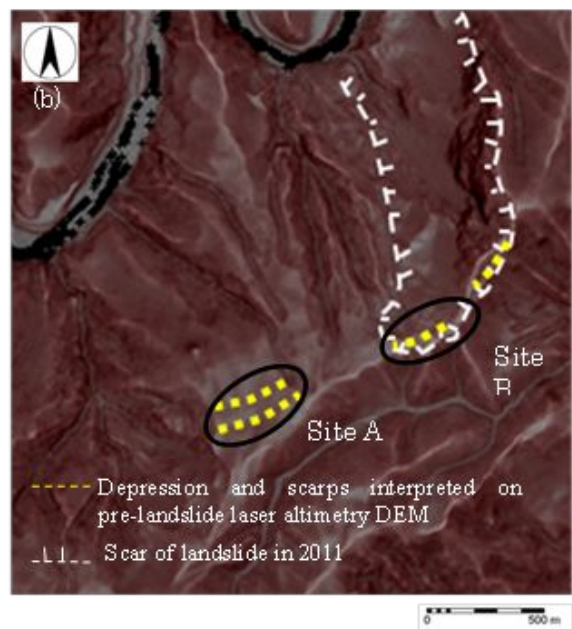 (b)
Site
B
Site A
Depression and scarps interpreted on
pre-landslide laser altimetry DEM
Scar of landslide in 2011
0 500 m